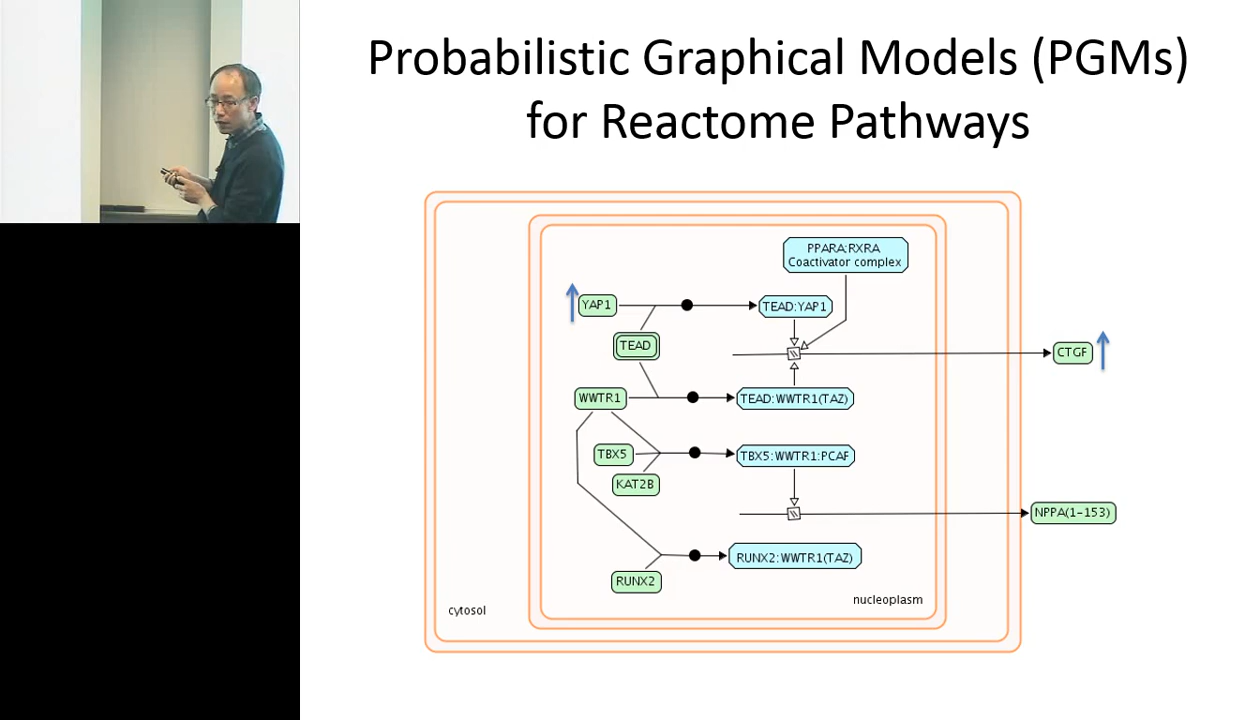 Probabilistic Graphical Models (PGMs)
for Reactome Pathways
PPARA:RXRA
Coactivator complex
YAP1
TEAD:YAP1
TEAD
CTGF
WWTR1
TEAD:WWTR1(TAZ)
TBX5
TBX5:WWTR1:PCAF
KAT2B
NPPA(1-153)
RUNX2:WWTR1(TAZ)
RUNX2
nucleoplasm
cytosol